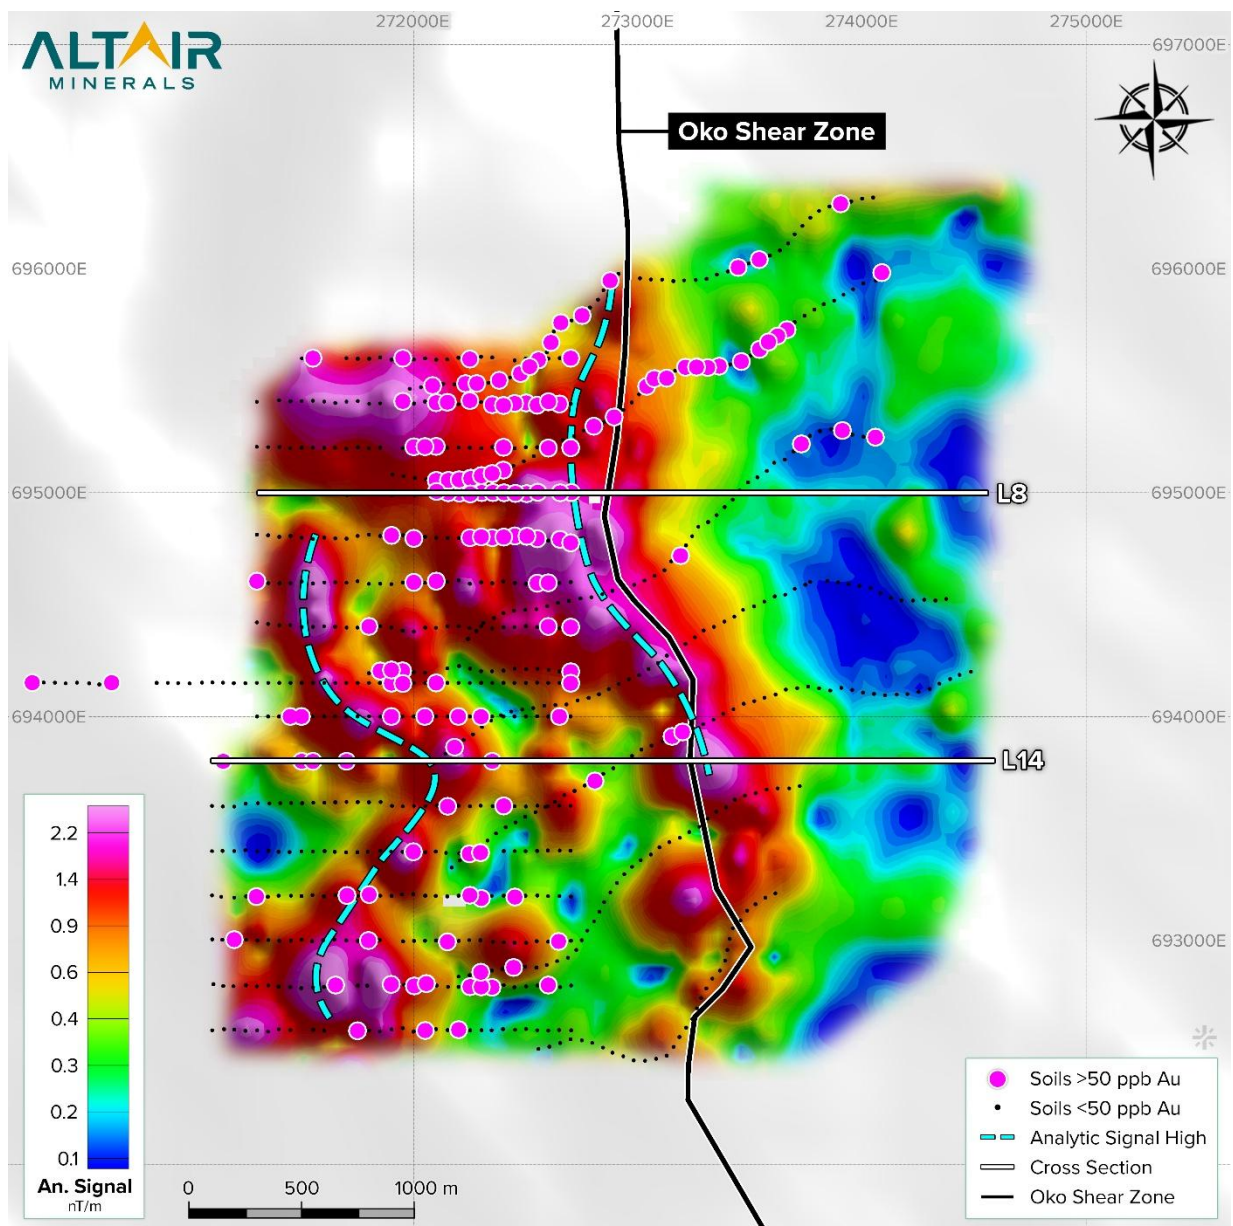 272000E 273000E 274000E 275000E
ALTAIR
MINERALS
697000E
Oko Shear Zone
696000E 696000E
695000E 695000E
L8
694000E 694000E
L14
693000E
2.2
1.4
0.9
0.6
0.4
0.3
0.2
0.1
An. Signal
nT/m
0 500 1000 m
Soils >50 ppb Au
Soils <50 ppb Au
Analytic Signal High
Cross Section
Oko Shear Zone